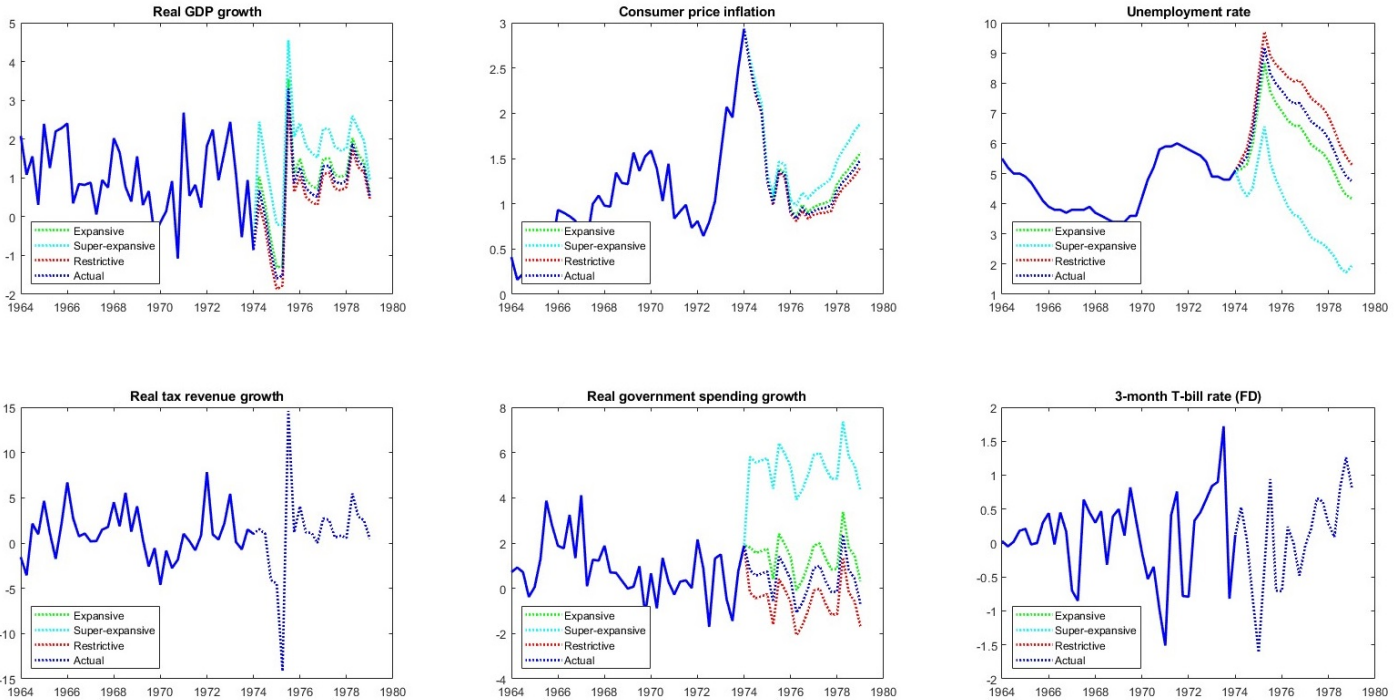 Real GDP growth
5
4
3
2
1
0
-1
-2
Expansive
Super-expansive
Restrictive
Actual
1964 1966 1968 1970 1972 1974 1976 1978 1980
Consumer price inflation
3
2.5
2
1.5
1
0.5
0
Expansive
Super-expansive
Restrictive
Actual
1964 1966 1968 1970 1972 1974 1976 1978 1980
Unemployment rate
10
9
8
7
6
5
4
3
2
1
Expansive
Super-expansive
Restrictive
Actual
1964 1966 1968 1970 1972 1974 1976 1978 1980
Real tax revenue growth
15
10
5
0
-5
-10
-15
Expansive
Super-expansive
Restrictive
Actual
1964 1966 1968 1970 1972 1974 1976 1978 1980
Real government spending growth
8
6
4
2
0
-2
-4
Expansive
Super-expansive
Restrictive
Actual
1964 1966 1968 1970 1972 1974 1976 1978 1980
3-month T-bill rate (FD)
2
1.5
1
0.5
0
-0.5
-1
-1.5
-2
Expansive
Super-expansive
Restrictive
Actual
1964 1966 1968 1970 1972 1974 1976 1978 1980